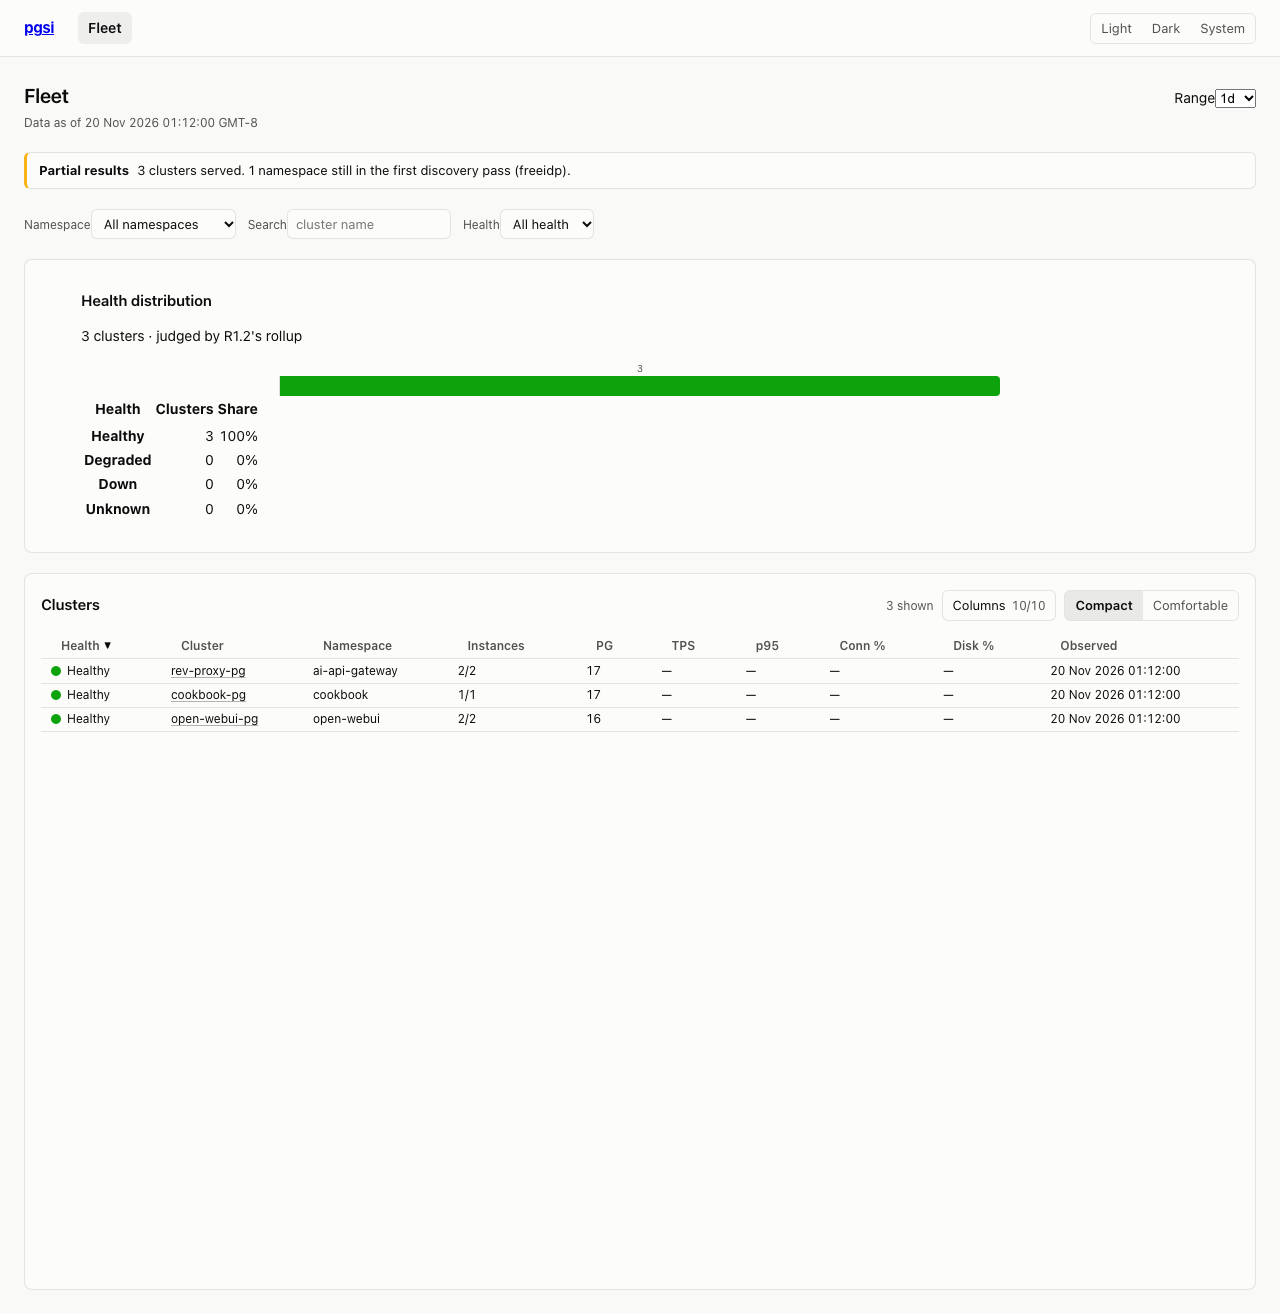 pgsi Fleet Light Dark System
Fleet Range 1d
Data as of 20 Nov 2026 01:12:00 GMT-8
Partial results 3 clusters served. 1 namespace still in the first discovery pass (freeidp).
Namespace All namespaces Search cluster name Health All health
Health distribution
3 clusters · judged by R1.2's rollup
3
Health Clusters Share
Healthy 3 100%
Degraded 0 0%
Down 0 0%
Unknown 0 0%
Clusters 3 shown Columns 10/10 Compact Comfortable
Health ▼ Cluster Namespace Instances PG TPS p95 Conn % Disk % Observed
Healthy rev-proxy-pg ai-api-gateway 2/2 17 — — — — 20 Nov 2026 01:12:00
Healthy cookbook-pg cookbook 1/1 17 — — — — 20 Nov 2026 01:12:00
Healthy open-webui-pg open-webui 2/2 16 — — — — 20 Nov 2026 01:12:00